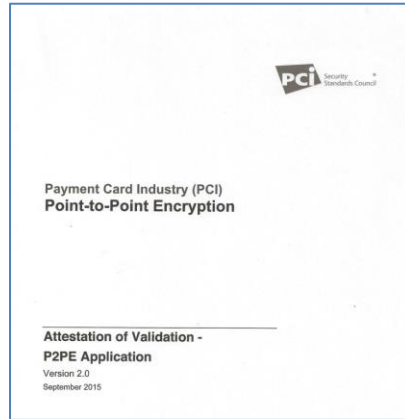 PCI Security ®
Standards Council
Payment Card Industry (PCI)
Point-to-Point Encryption
Attestation of Validation -
P2PE Application
Version 2.0
September 2015